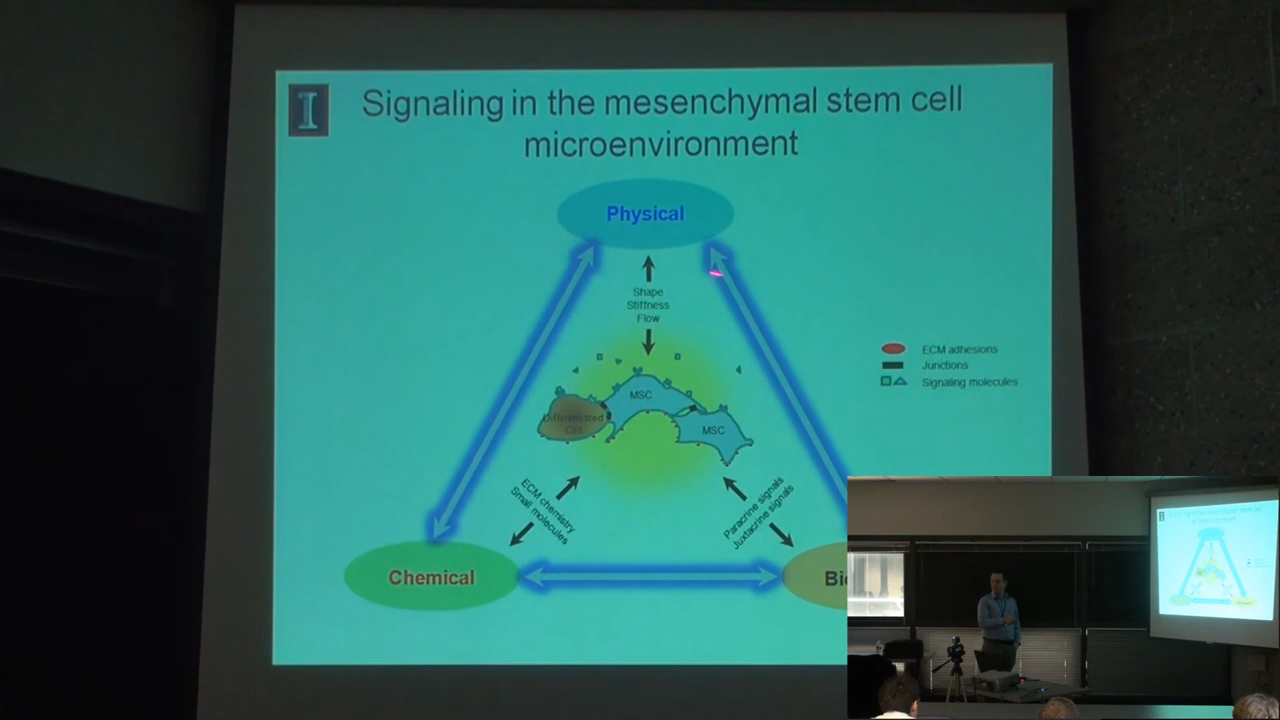 I
Signaling in the mesenchymal stem cell
microenvironment
Physical
Shape
Stiffness
Flow
ECM adhesions
Junctions
Signaling molecules
MSC
Differentiated
Cell
MSC
ECM chemistry
Small molecules
Paracrine signals
Juxtacrine signals
Chemical